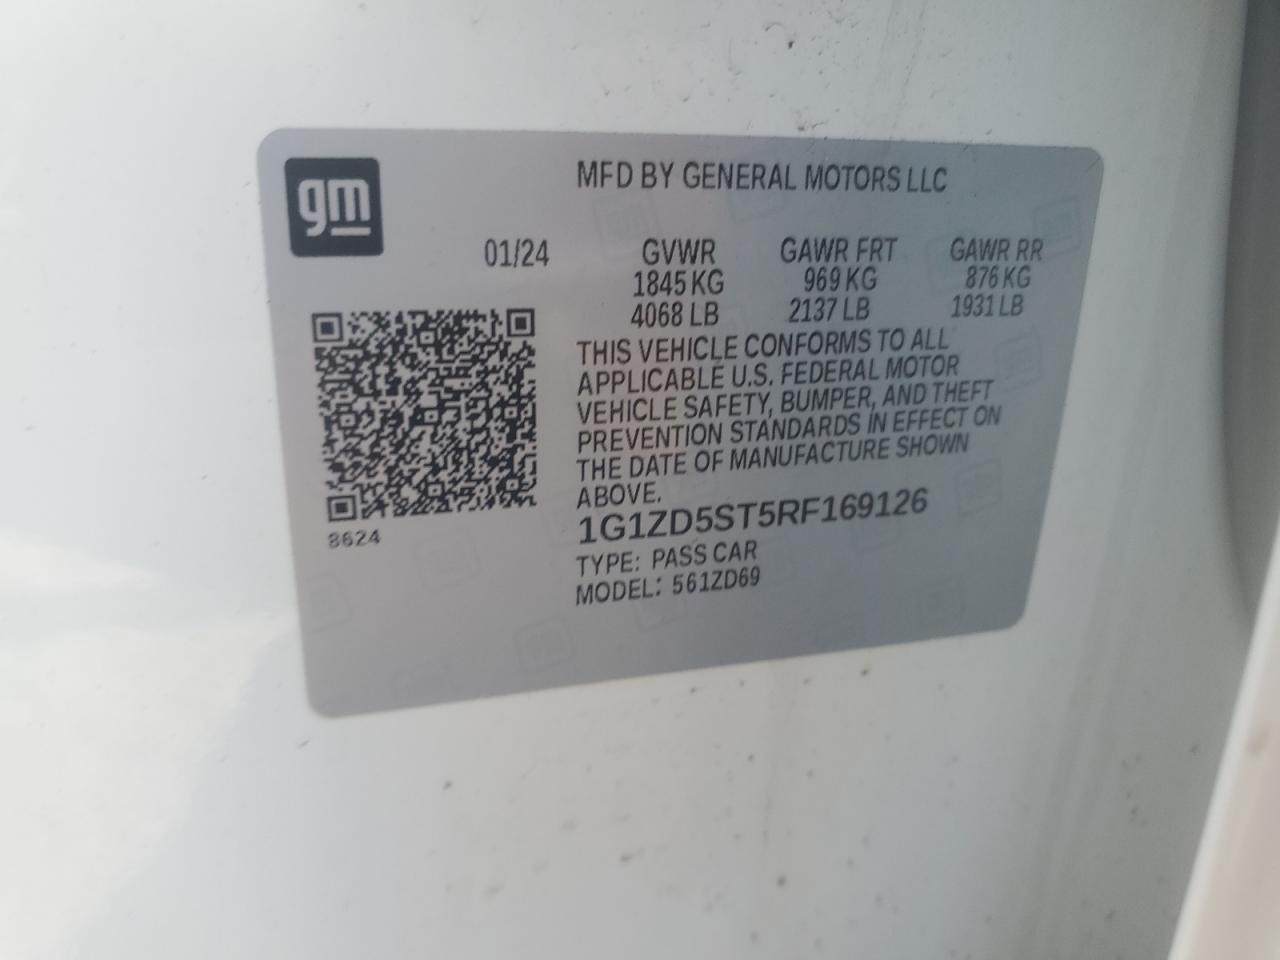 gm
MFD BY GENERAL MOTORS LLC
01/24 GVWR GAWR FRT GAWR RR
1845 KG 969 KG 876 KG
4068 LB 2137 LB 1931 LB
THIS VEHICLE CONFORMS TO ALL
APPLICABLE U.S. FEDERAL MOTOR
VEHICLE SAFETY, BUMPER, AND THEFT
PREVENTION STANDARDS IN EFFECT ON
THE DATE OF MANUFACTURE SHOWN
ABOVE.
1G1ZD5ST5RF169126
TYPE: PASS CAR
MODEL: 561ZD69
8624